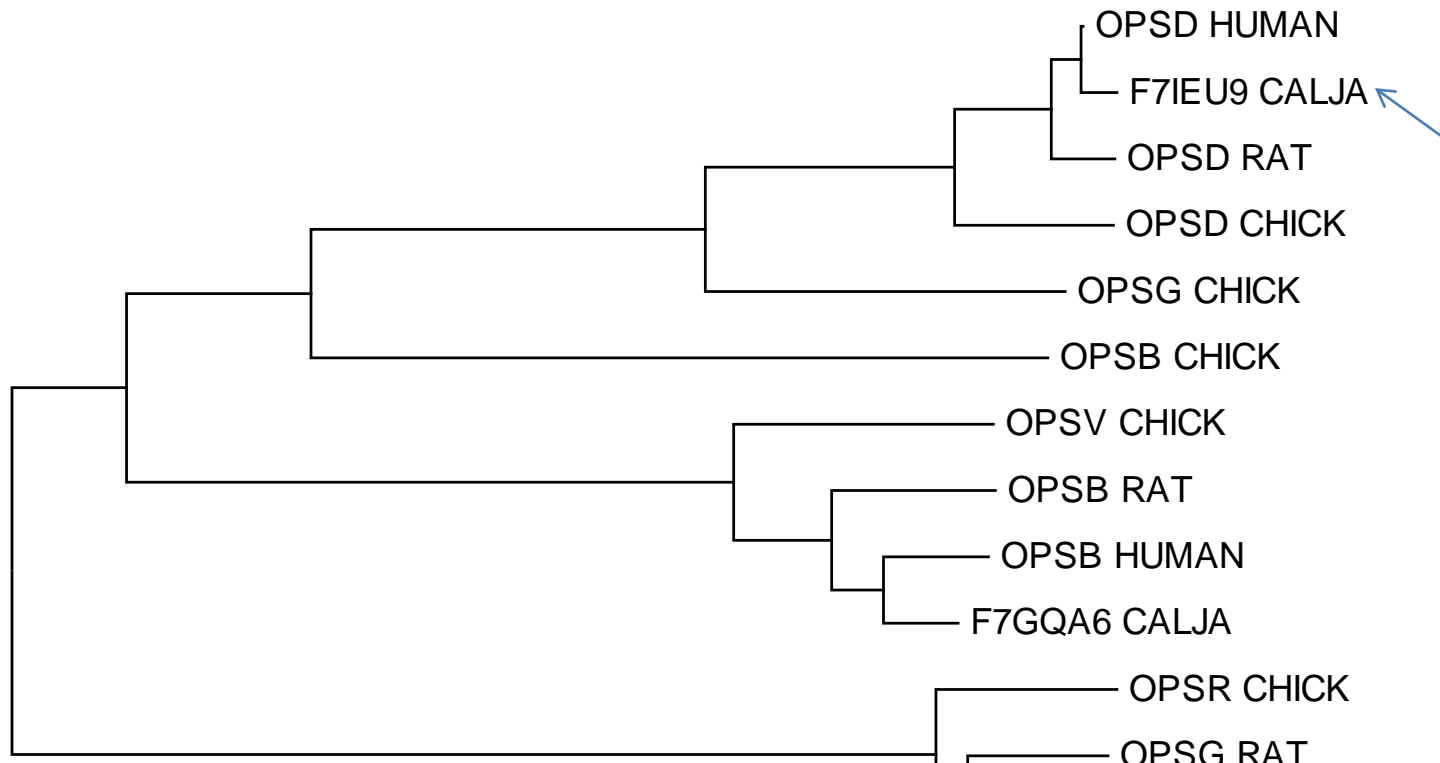 OPSD HUMAN
F7IEU9 CALJA
OPSD RAT
OPSD CHICK
OPSG CHICK
OPSB CHICK
OPSV CHICK
OPSB RAT
OPSB HUMAN
F7GQA6 CALJA
OPSR CHICK
OPSG RAT